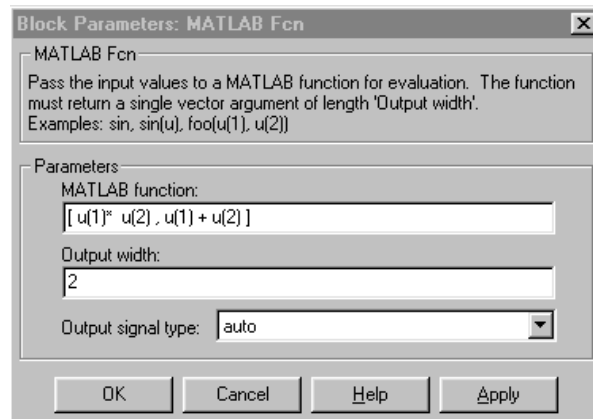 Block Parameters: MATLAB Fcn
MATLAB Fcn
Pass the input values to a MATLAB function for evaluation. The function
must return a single vector argument of length 'Output width'.
Examples: sin, sin(u), foo(u(1), u(2))
Parameters
MATLAB function:
[ u(1)* u(2) , u(1) + u(2) ]
Output width:
2
Output signal type: auto
OK Cancel Help Apply